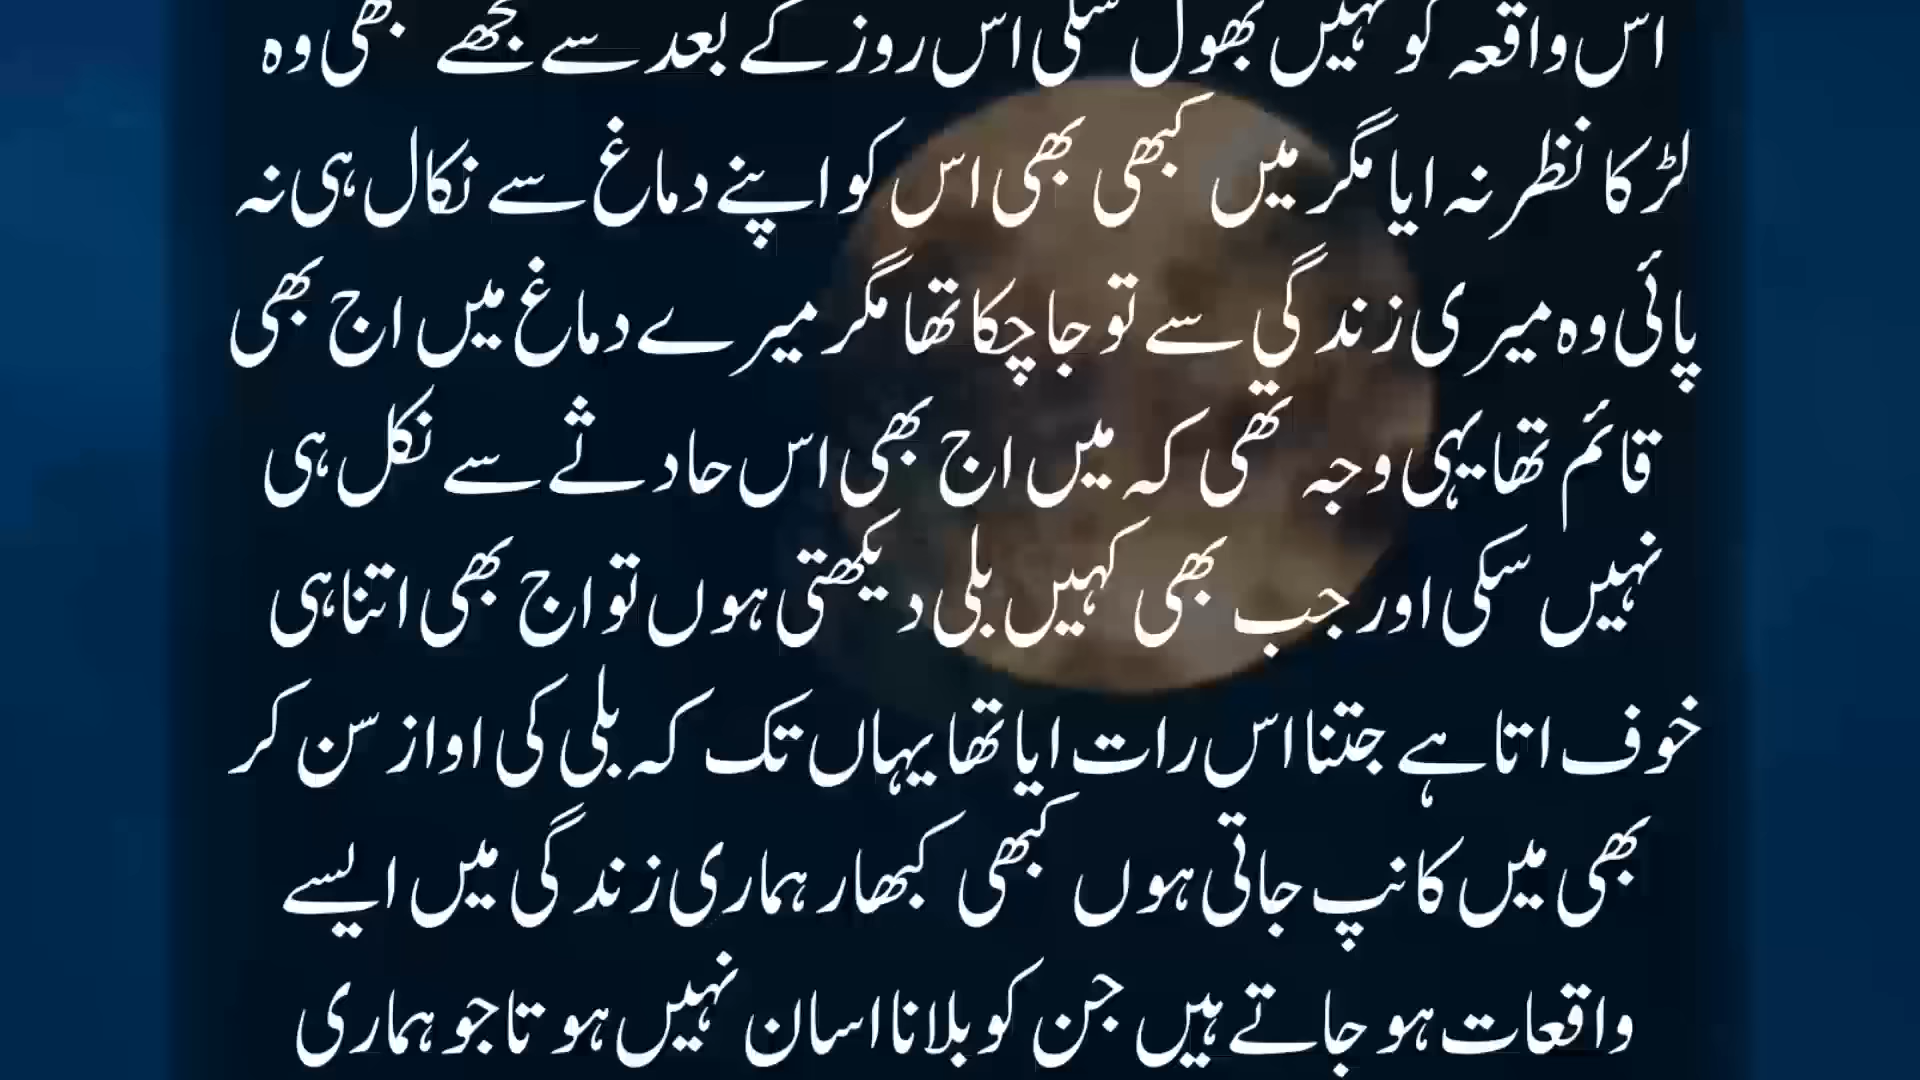 اس واقعہ کو نہیں بھول سکی اس روز کے بعد سے مجھے بھی وہ
لڑکا نظر نہ ایا مگر میں کبھی بھی اس کو اپنے دماغ سے نکال ہی نہ
پائی وہ میری زندگی سے تو جا چکا تھا مگر میرے دماغ میں اج بھی
قائم تھا یہی وجہ تھی کہ میں اج بھی اس حادثے سے نکل ہی
نہیں سکی اور جب بھی کہیں بلی دیکھتی ہوں تو اج بھی اتنا ہی
خوف اتا ہے جتنا اس رات ایا تھا یہاں تک کہ بلی کی اواز سن کر
بھی میں کانپ جاتی ہوں کبھی کبھار ہماری زندگی میں ایسے
واقعات ہو جاتے ہیں جن کو بلانا اسان نہیں ہوتا جو ہماری